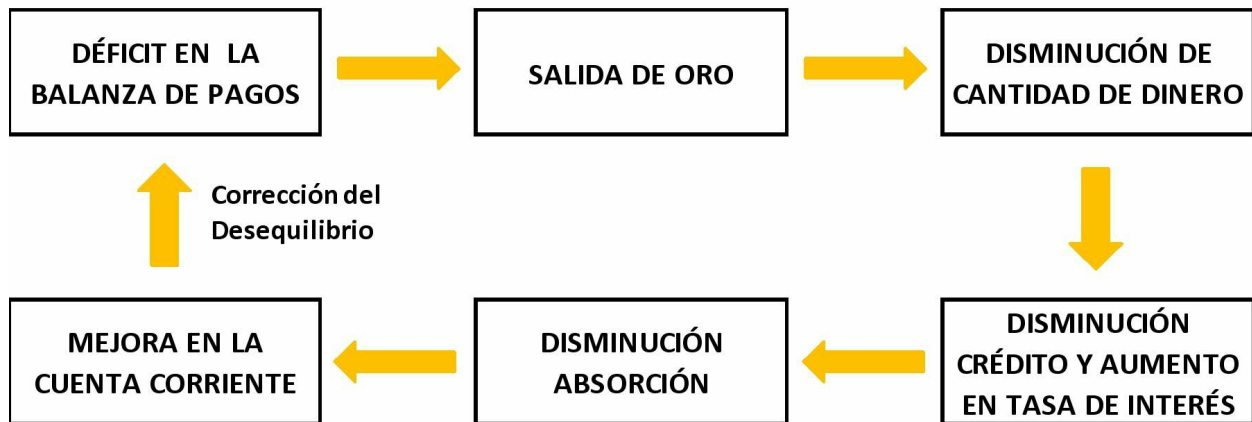 DÉFICIT EN LA
BALANZA DE PAGOS
SALIDA DE ORO
DISMINUCIÓN DE
CANTIDAD DE DINERO
Corrección del
Desequilibrio
MEJORA EN LA
CUENTA CORRIENTE
DISMINUCIÓN
ABSORCIÓN
DISMINUCIÓN
CRÉDITO Y AUMENTO
EN TASA DE INTERÉS